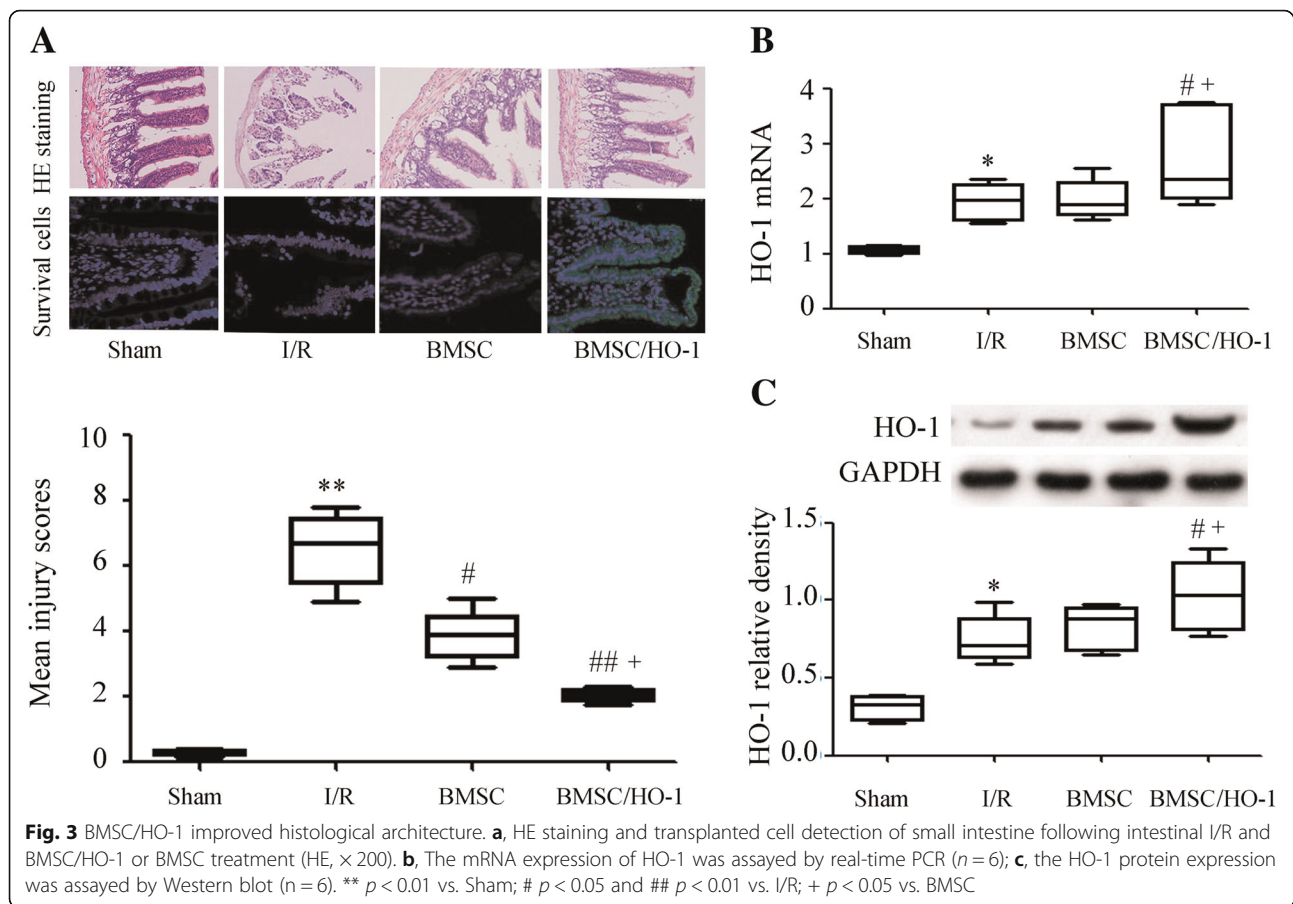 A
HE staining
Survival cells
Sham I/R BMSC BMSC/HO-1
10
8
6
4
2
0
Mean injury scores
**
#
## +
Sham I/R BMSC BMSC/HO-1
B
4
3
2
1
0
HO-1 mRNA
*
# +
Sham I/R BMSC BMSC/HO-1
C
HO-1
GAPDH
1.5
1.0
0.5
0.0
HO-1 relative density
*
# +
Sham I/R BMSC BMSC/HO-1
Fig. 3 BMSC/HO-1 improved histological architecture. a, HE staining and transplanted cell detection of small intestine following intestinal I/R and
BMSC/HO-1 or BMSC treatment (HE, × 200). b, The mRNA expression of HO-1 was assayed by real-time PCR (n = 6); c, the HO-1 protein expression
was assayed by Western blot (n = 6). ** p < 0.01 vs. Sham; # p < 0.05 and ## p < 0.01 vs. I/R; + p < 0.05 vs. BMSC